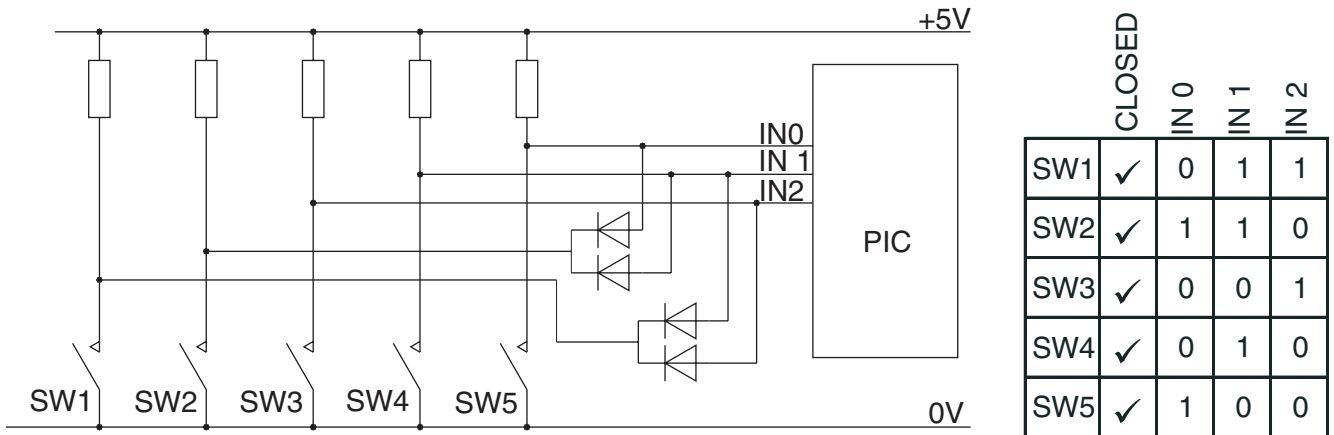 +5V
IN0
IN 1
IN2
PIC
SW1 SW2 SW3 SW4 SW5
0V
CLOSED IN 0 IN 1 IN 2
SW1 ✓ 0 1 1
SW2 ✓ 1 1 0
SW3 ✓ 0 0 1
SW4 ✓ 0 1 0
SW5 ✓ 1 0 0